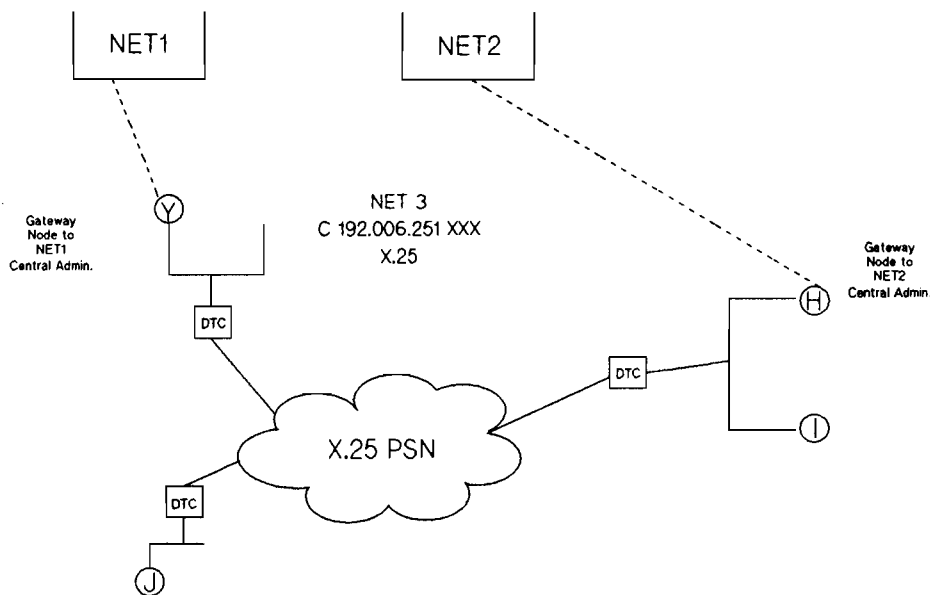 NET1
NET2
Y
NET 3
C 192.006.251 XXX
X.25
Gateway
Node to
NET1
Central Admin.
Gateway
Node to
NET2
Central Admin
H
DTC
DTC
I
X.25 PSN
DTC
J